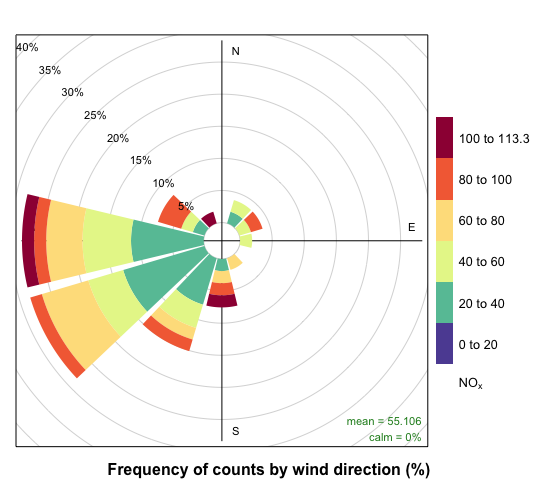 40%
35%
30%
25%
20%
15%
10%
5%
N
E
S
100 to 113.3
80 to 100
60 to 80
40 to 60
20 to 40
0 to 20
NOₓ
mean = 55.106
calm = 0%
Frequency of counts by wind direction (%)